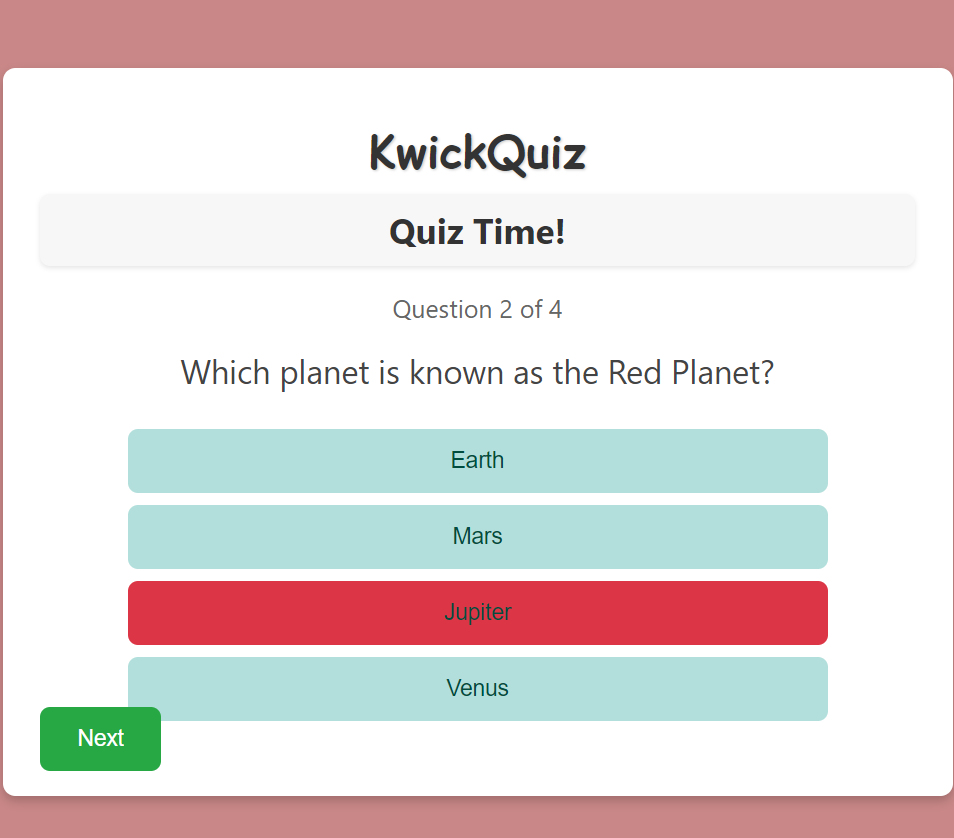 KwickQuiz
Quiz Time!
Question 2 of 4
Which planet is known as the Red Planet?
Earth
Mars
Jupiter
Venus
Next